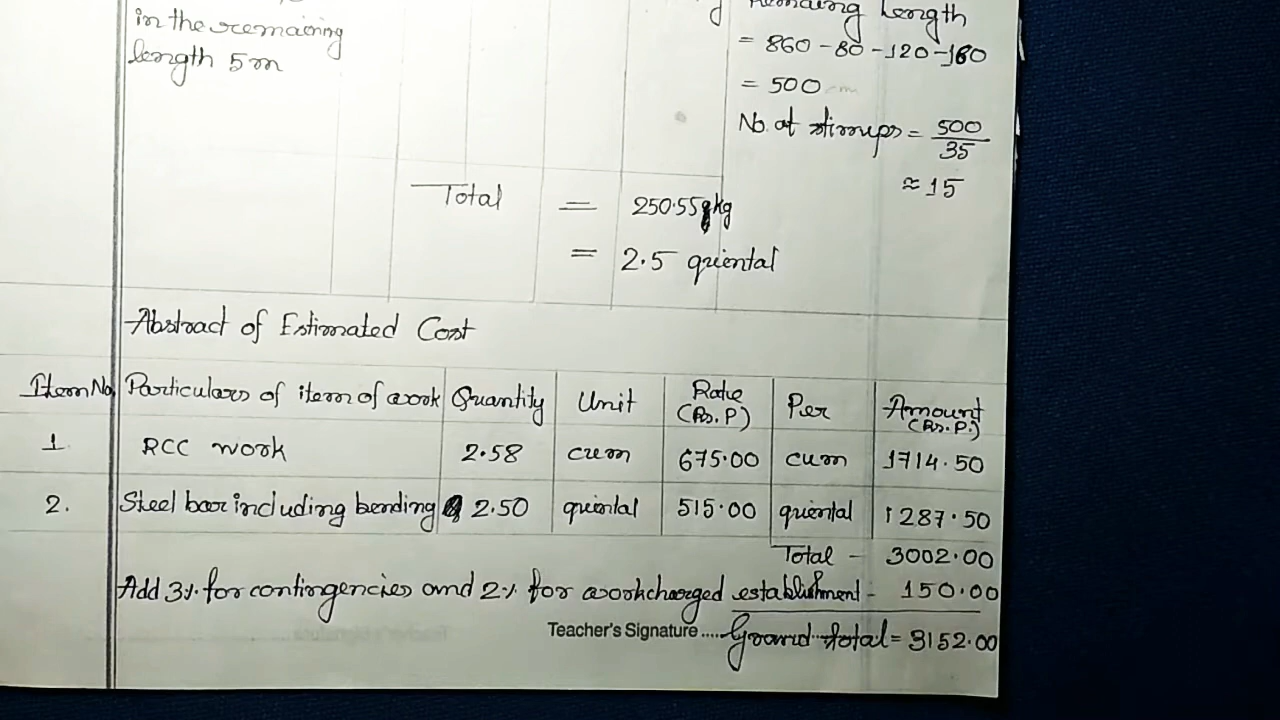 in the remaining
length 5m
Remaining Length
= 860 - 80 - 120 - 160
= 500
No. of stirrups = 500/35
≈ 15
Total = 250.55 kg
= 2.5 quintal
Abstract of Estimated Cost
Item No. Particulars of item of work Quantity Unit Rate (Rs. P) Per Amount (Rs. P.)
1 RCC work 2.58 cum 675.00 cum 1714.50
2. Steel bar including bending 2.50 quintal 515.00 quintal 1287.50
Total - 3002.00
Add 3% for contingencies and 2% for workcharged establishment - 150.00
Teacher's Signature .... Grand total = 3152.00